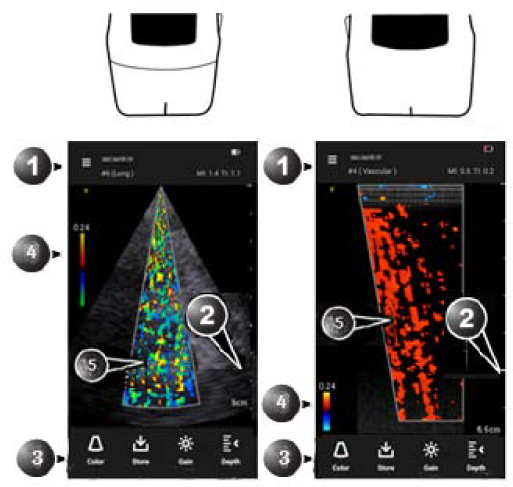 1
#6 (Lung)
MI: 1.4 TI: 1.1
V
0.24
4
2
5
5cm
3
Color
Store
Gain
Depth
1
#4 ( Vascular )
MI: 0.5 TI: 0.2
V
5
2
0.24
4
6.5cm
3
Color
Store
Gain
Depth